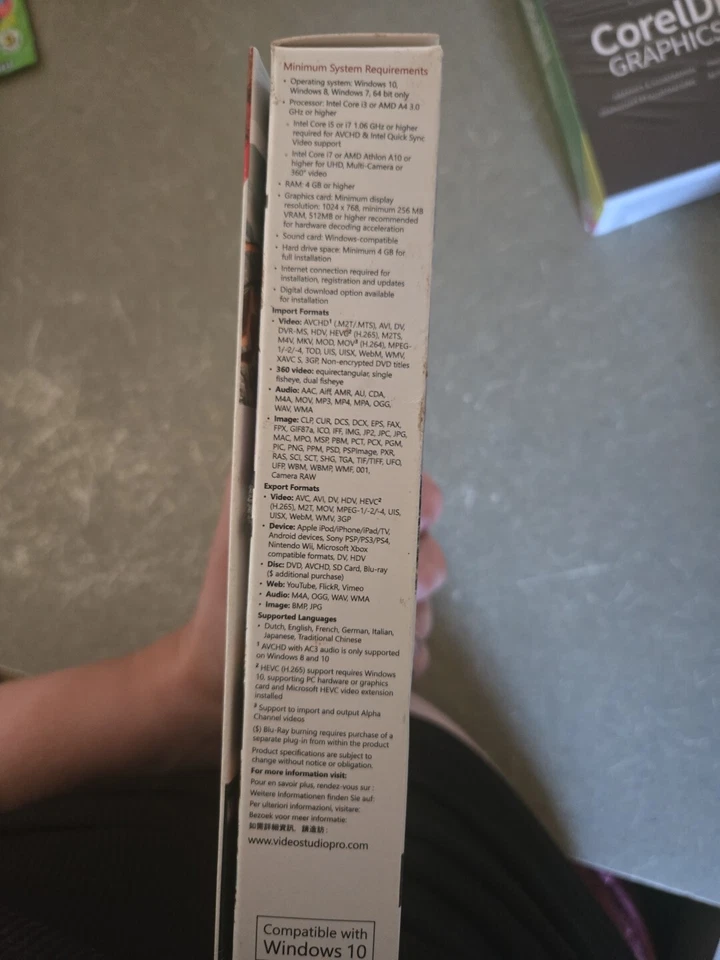 CorelD
GRAPHICS
Minimum System Requirements
• Operating system: Windows 10,
Windows 8, Windows 7, 64 bit only
• Processor: Intel Core i3 or AMD A4 3.0
GHz or higher
◦ Intel Core i5 or i7 1.06 GHz or higher
required for AVCHD & Intel Quick Sync
Video support
◦ Intel Core i7 or AMD Athlon A10 or
higher for UHD, Multi-Camera or
360° video
• RAM: 4 GB or higher
• Graphics card: Minimum display
resolution: 1024 x 768, minimum 256 MB
VRAM, 512MB or higher recommended
for hardware decoding acceleration
• Sound card: Windows-compatible
• Hard drive space: Minimum 4 GB for
full installation
• Internet connection required for
installation, registration and updates
• Digital download option available
for installation
Import Formats
• Video: AVCHD¹ (.M2T/.MTS), AVI, DV,
DVR-MS, HDV, HEVC² (H.265), M2TS,
M4V, MKV, MOD, MOV³ (H.264), MPEG-
1/-2/-4, TOD, UIS, UISX, WebM, WMV,
XAVC S, 3GP, Non-encrypted DVD titles
• 360 video: equirectangular, single
fisheye, dual fisheye
• Audio: AAC, Aiff, AMR, AU, CDA,
M4A, MOV, MP3, MP4, MPA, OGG,
WAV, WMA
• Image: CLP, CUR, DCS, DCX, EPS, FAX,
FPX, GIF87a, ICO, IFF, IMG, JP2, JPC, JPG,
MAC, MPO, MSP, PBM, PCT, PCX, PGM,
PIC, PNG, PPM, PSD, PSPImage, PXR,
RAS, SCI, SCT, SHG, TGA, TIF/TIFF, UFO,
UFP, WBM, WBMP, WMF, 001,
Camera RAW
Export Formats
• Video: AVC, AVI, DV, HDV, HEVC²
(H.265), M2T, MOV, MPEG-1/-2/-4, UIS,
UISX, WebM, WMV, 3GP
• Device: Apple iPod/iPhone/iPad/TV,
Android devices, Sony PSP/PS3/PS4,
Nintendo Wii, Microsoft Xbox
compatible formats, DV, HDV
• Disc: DVD, AVCHD, SD Card, Blu-ray
($ additional purchase)
• Web: YouTube, FlickR, Vimeo
• Audio: M4A, OGG, WAV, WMA
• Image: BMP, JPG
Supported Languages
• Dutch, English, French, German, Italian,
Japanese, Traditional Chinese
¹ AVCHD with AC3 audio is only supported
on Windows 8 and 10
² HEVC (H.265) support requires Windows
10, supporting PC hardware or graphics
card and Microsoft HEVC video extension
installed
³ Support to import and output Alpha
Channel videos
($) Blu-Ray burning requires purchase of a
separate plug-in from within the product
Product specifications are subject to
change without notice or obligation.
For more information visit:
Pour en savoir plus, rendez-vous sur :
Weitere Informationen finden Sie auf:
Per ulteriori informazioni, visitare:
Bezoek voor meer informatie:
如需詳細資訊，請造訪：
www.videostudiopro.com
Compatible with
Windows 10